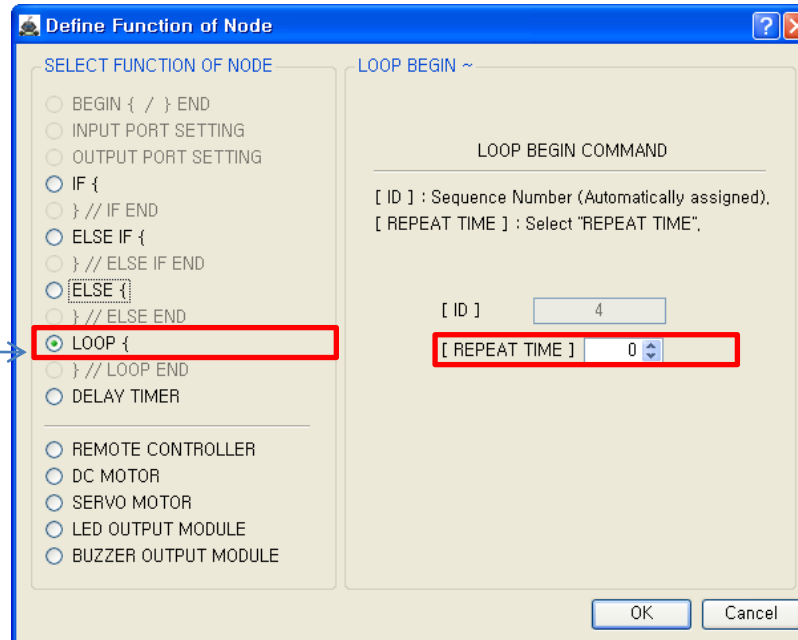 Define Function of Node
SELECT FUNCTION OF NODE
BEGIN { / } END
INPUT PORT SETTING
OUTPUT PORT SETTING
IF {
} // IF END
ELSE IF {
} // ELSE IF END
ELSE {
} // ELSE END
LOOP {
} // LOOP END
DELAY TIMER
REMOTE CONTROLLER
DC MOTOR
SERVO MOTOR
LED OUTPUT MODULE
BUZZER OUTPUT MODULE
LOOP BEGIN ~
LOOP BEGIN COMMAND
[ ID ] : Sequence Number (Automatically assigned),
[ REPEAT TIME ] : Select "REPEAT TIME",
[ ID ] 4
[ REPEAT TIME ] 0
OK Cancel